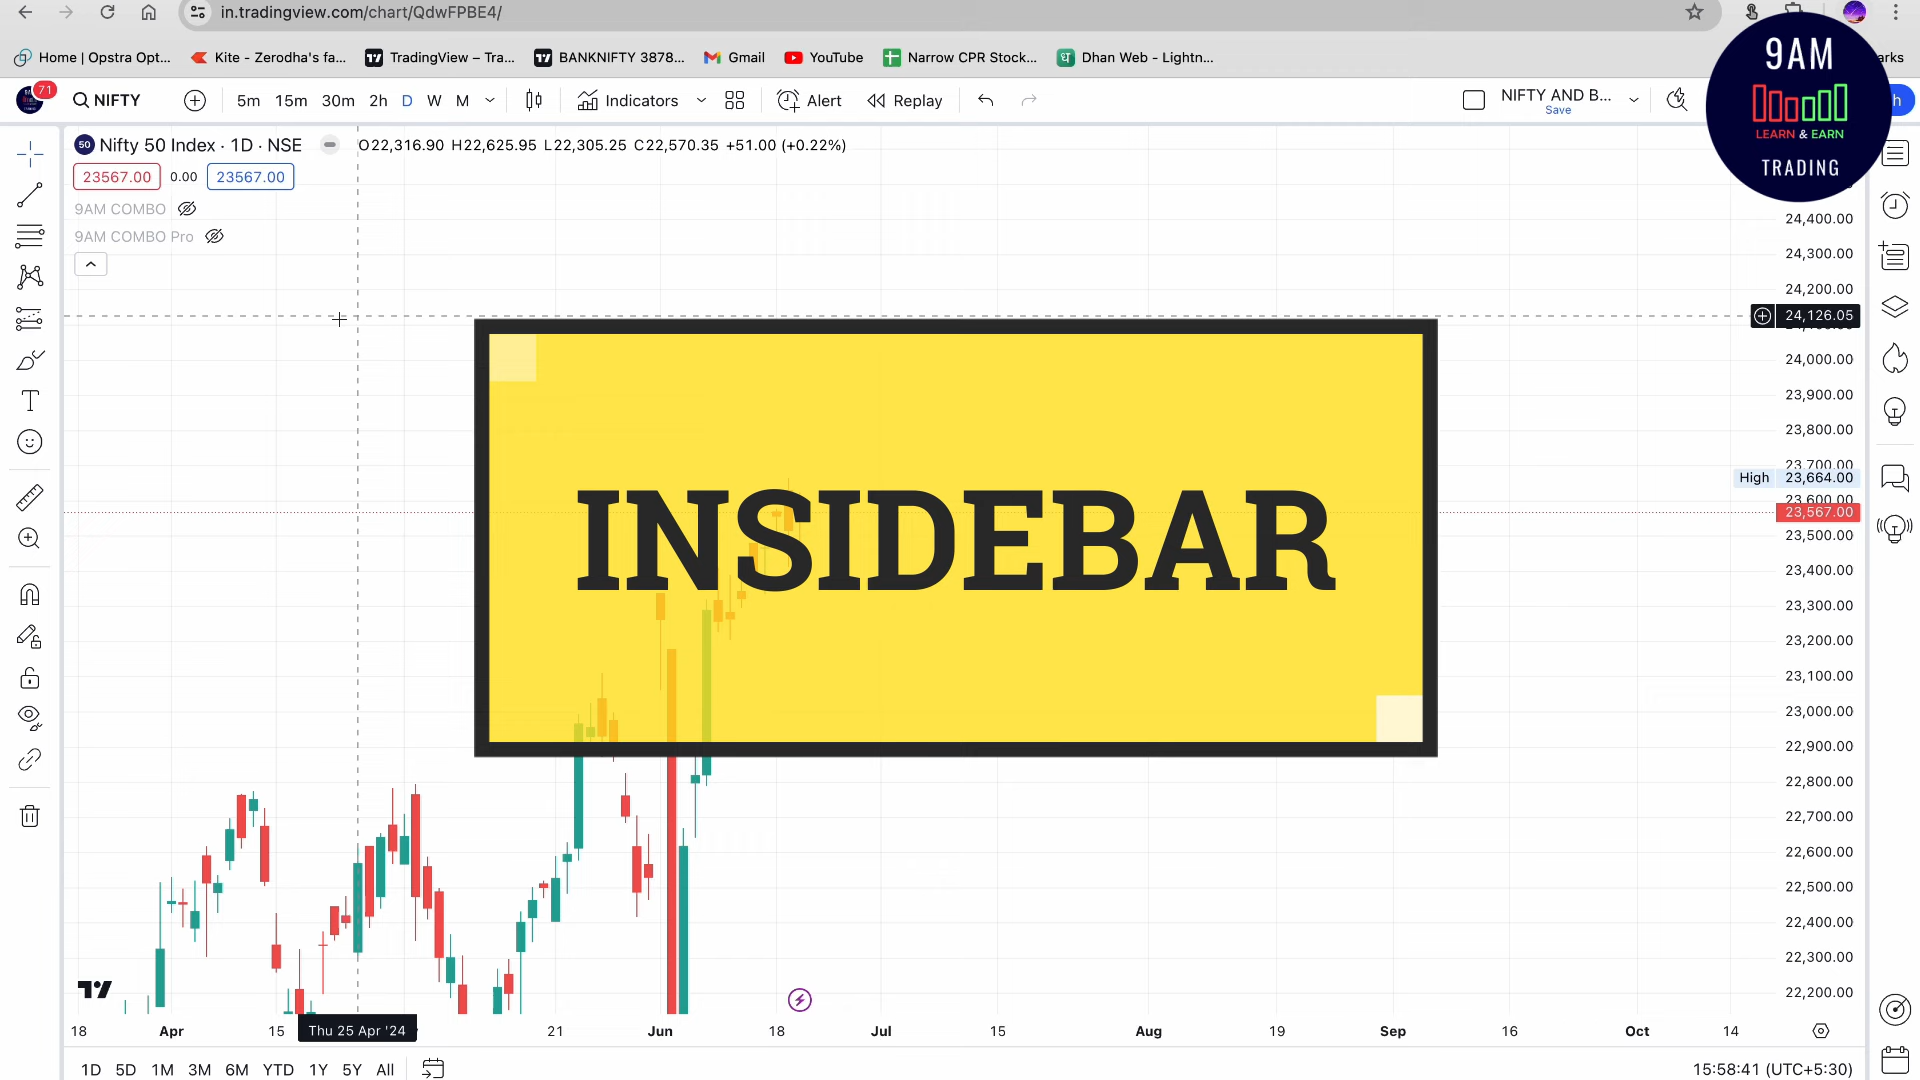 in.tradingview.com/chart/QdwFPBE4/
Home | Opstra Opt...
Kite - Zerodha's fa...
TradingView – Tra...
BANKNIFTY 3878...
Gmail
YouTube
Narrow CPR Stock...
Dhan Web - Lightn...
arks
71
NIFTY
5m 15m 30m 2h D W M
Indicators
Alert
Replay
NIFTY AND B...
Save
h
9AM
LEARN & EARN
TRADING
50 Nifty 50 Index · 1D · NSE
O22,316.90 H22,625.95 L22,305.25 C22,570.35 +51.00 (+0.22%)
23567.00 0.00 23567.00
9AM COMBO
9AM COMBO Pro
INSIDEBAR
24,400.00
24,300.00
24,200.00
24,126.05
24,000.00
23,900.00
23,800.00
23,700.00
High 23,664.00
23,600.00
23,567.00
23,500.00
23,400.00
23,300.00
23,200.00
23,100.00
23,000.00
22,900.00
22,800.00
22,700.00
22,600.00
22,500.00
22,400.00
22,300.00
22,200.00
18 Apr 15 Thu 25 Apr '24 21 Jun 18 Jul 15 Aug 19 Sep 16 Oct 14
1D 5D 1M 3M 6M YTD 1Y 5Y All
15:58:41 (UTC+5:30)